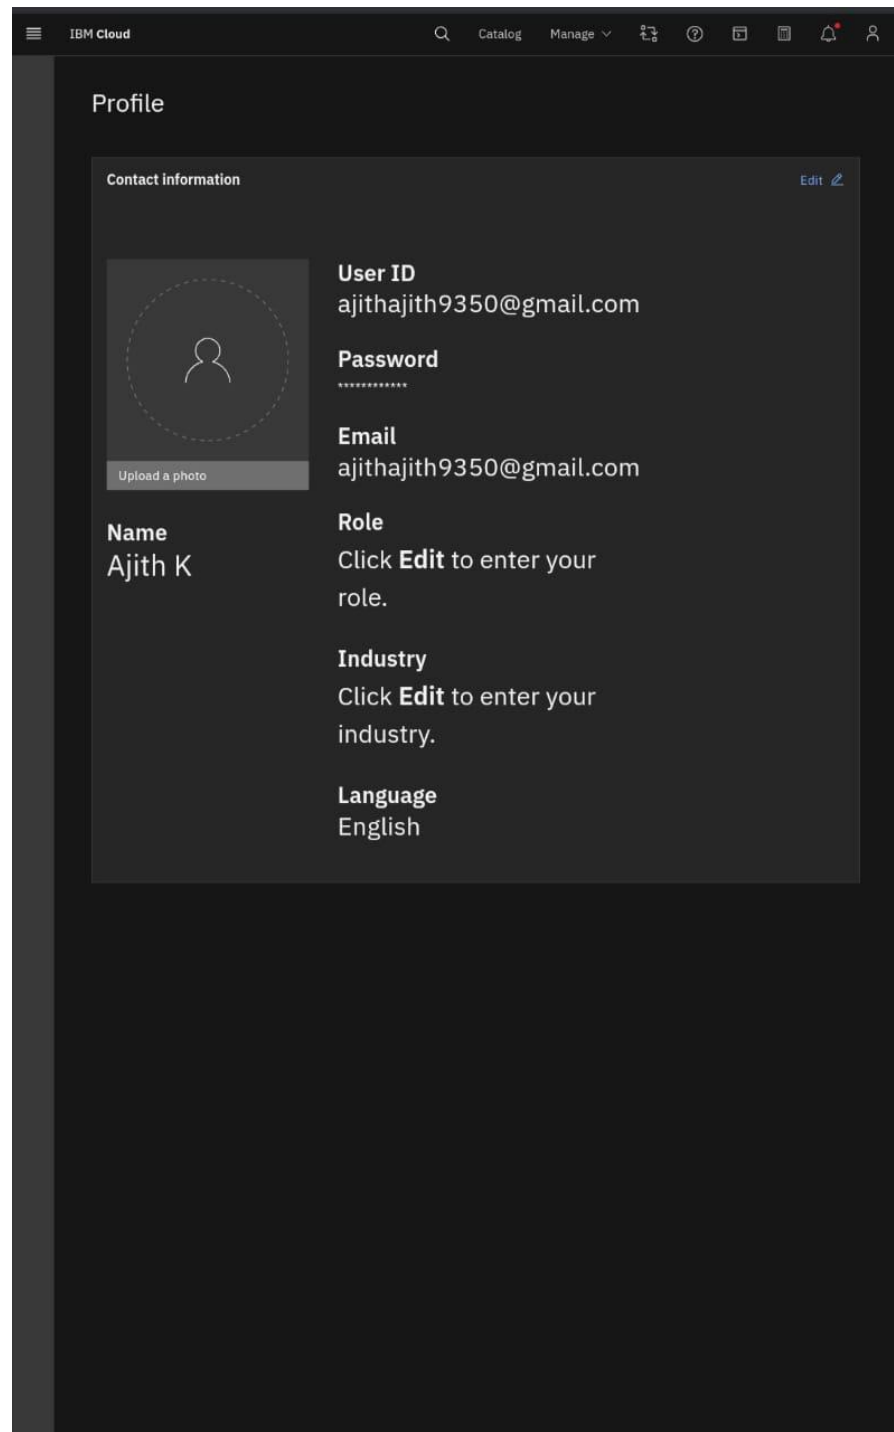 IBM Cloud Catalog Manage
Profile
Contact information Edit
User ID
ajithajith9350@gmail.com
Password
************
Email
ajithajith9350@gmail.com
Upload a photo
Name
Ajith K
Role
Click Edit to enter your
role.
Industry
Click Edit to enter your
industry.
Language
English